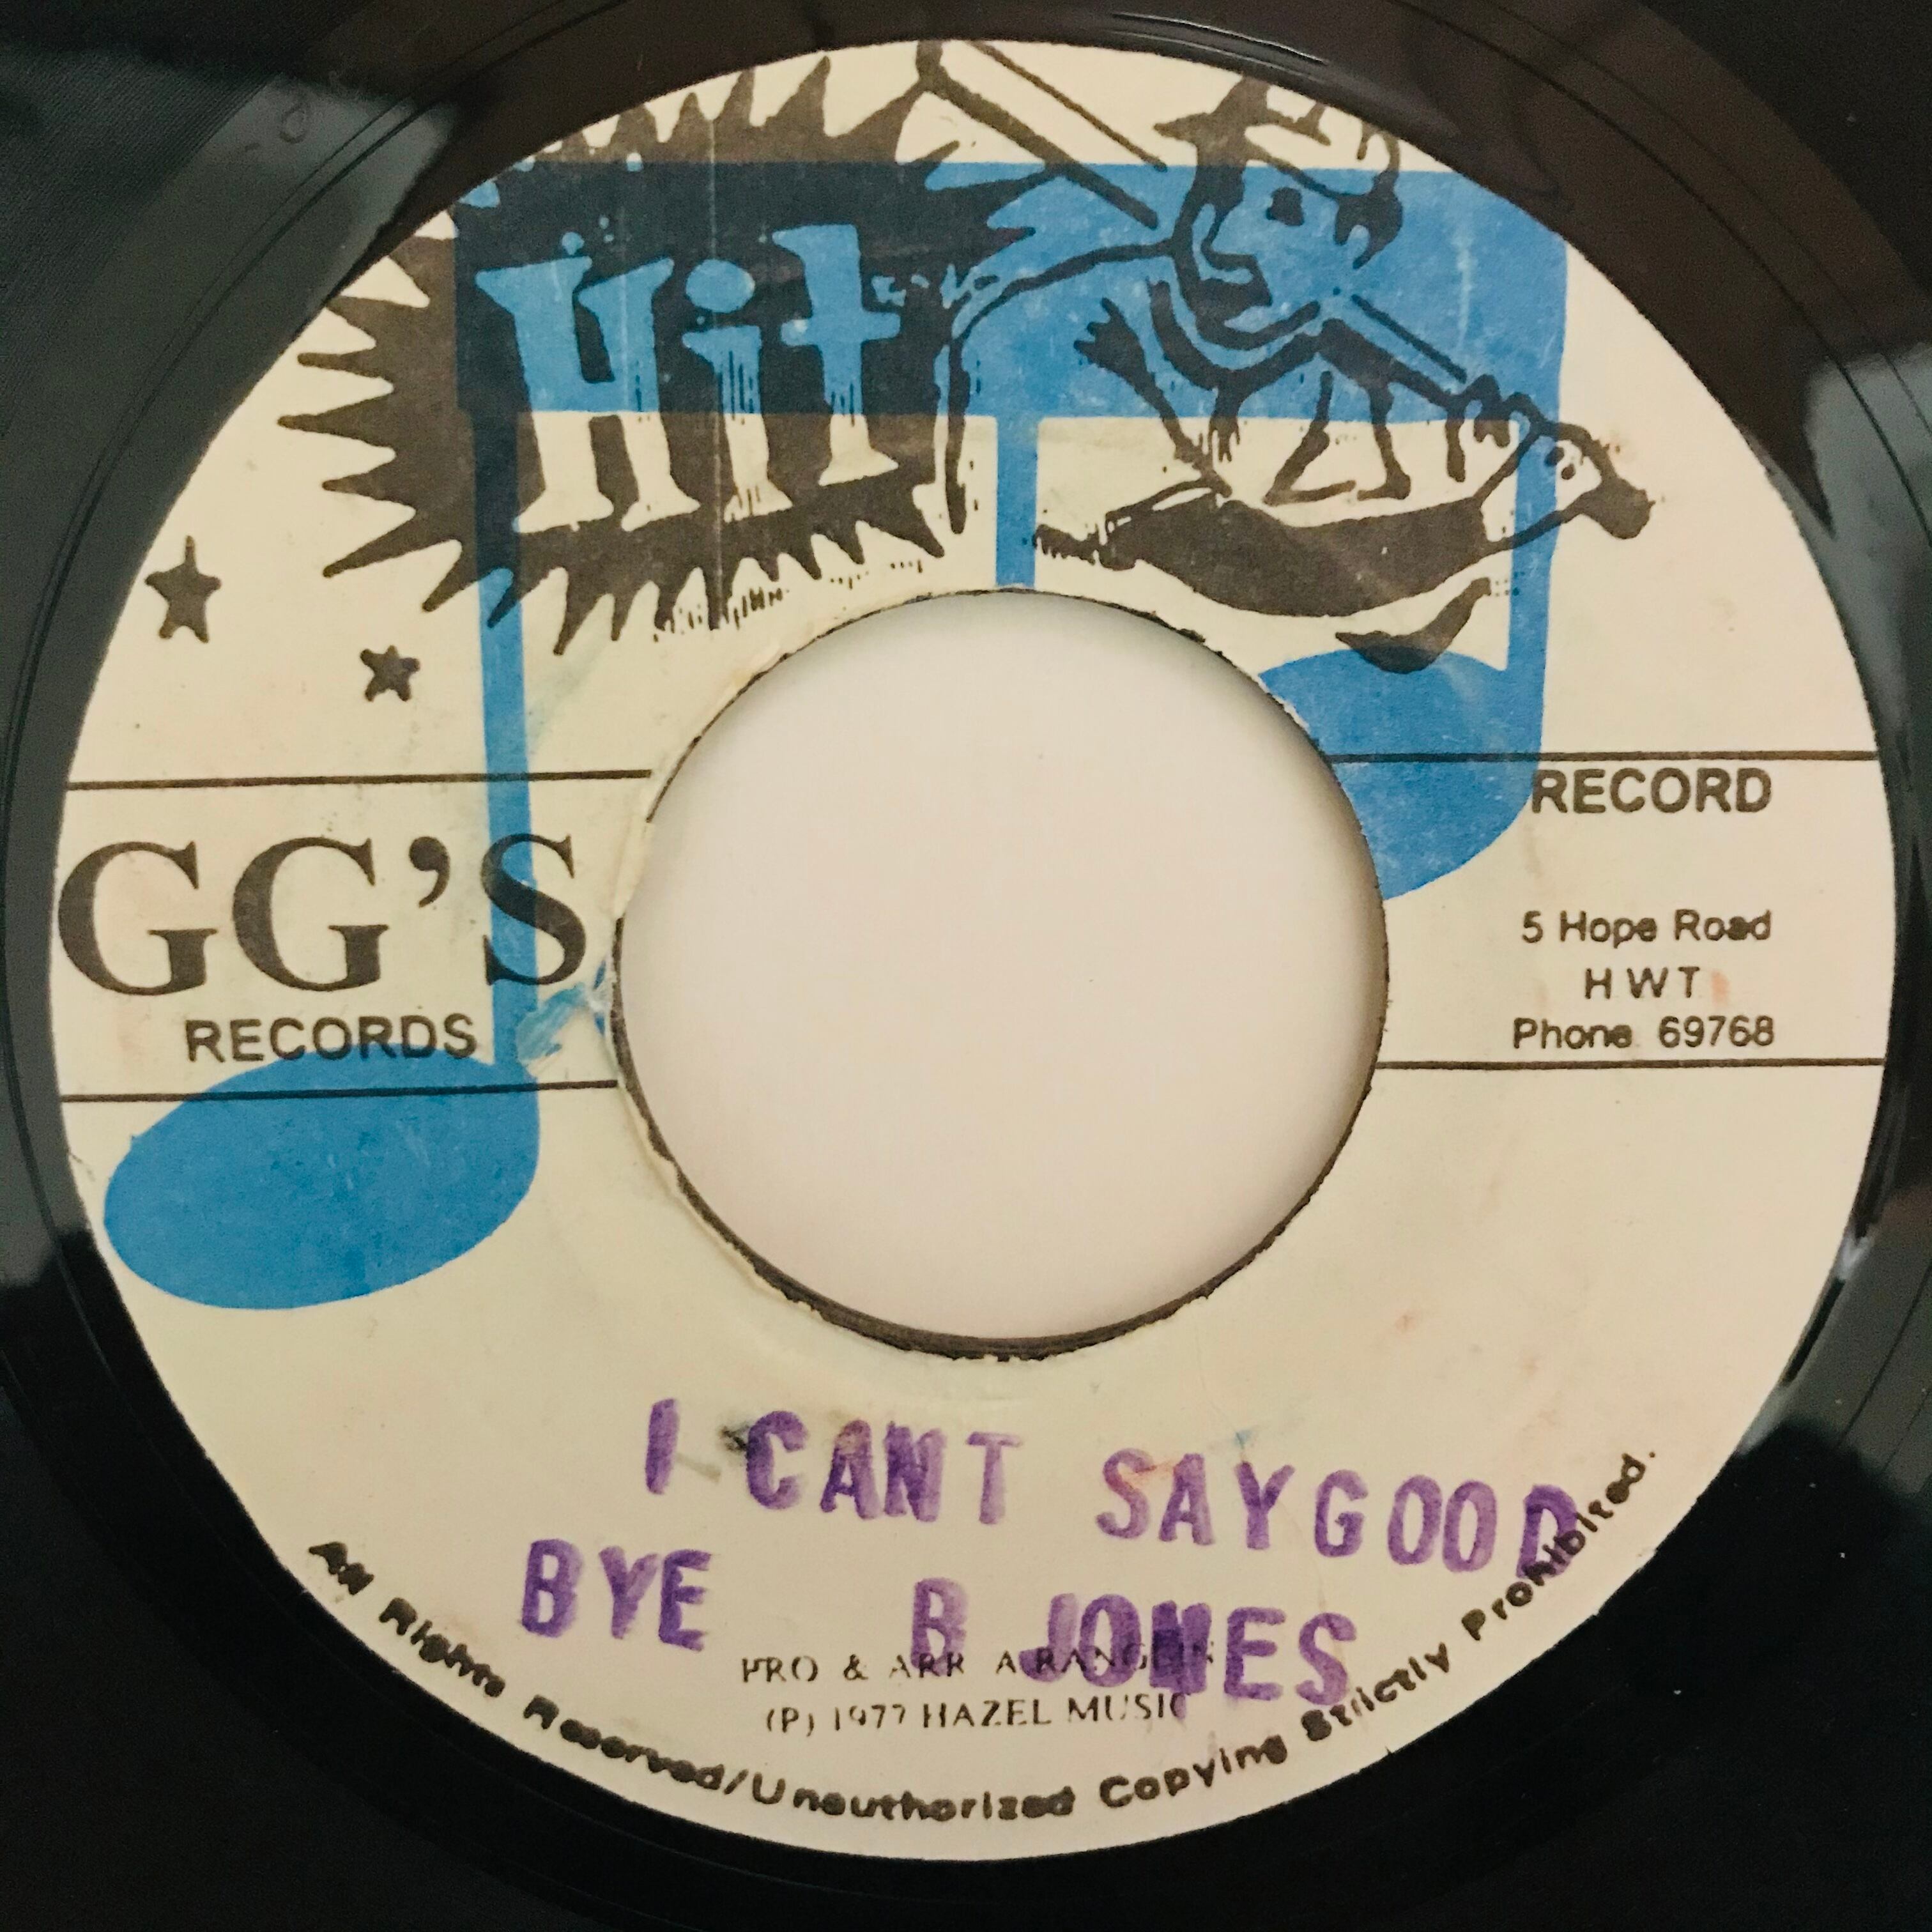 Hit
GG'S
RECORDS
RECORD
5 Hope Road
H W T
Phone 69768
I CANT SAYGOOD
BYE B JONES
PRO & ARR
(P) 1977 HAZEL MUSIC
All Rights Reserved/Unauthorized Copying Strictly Prohibited.